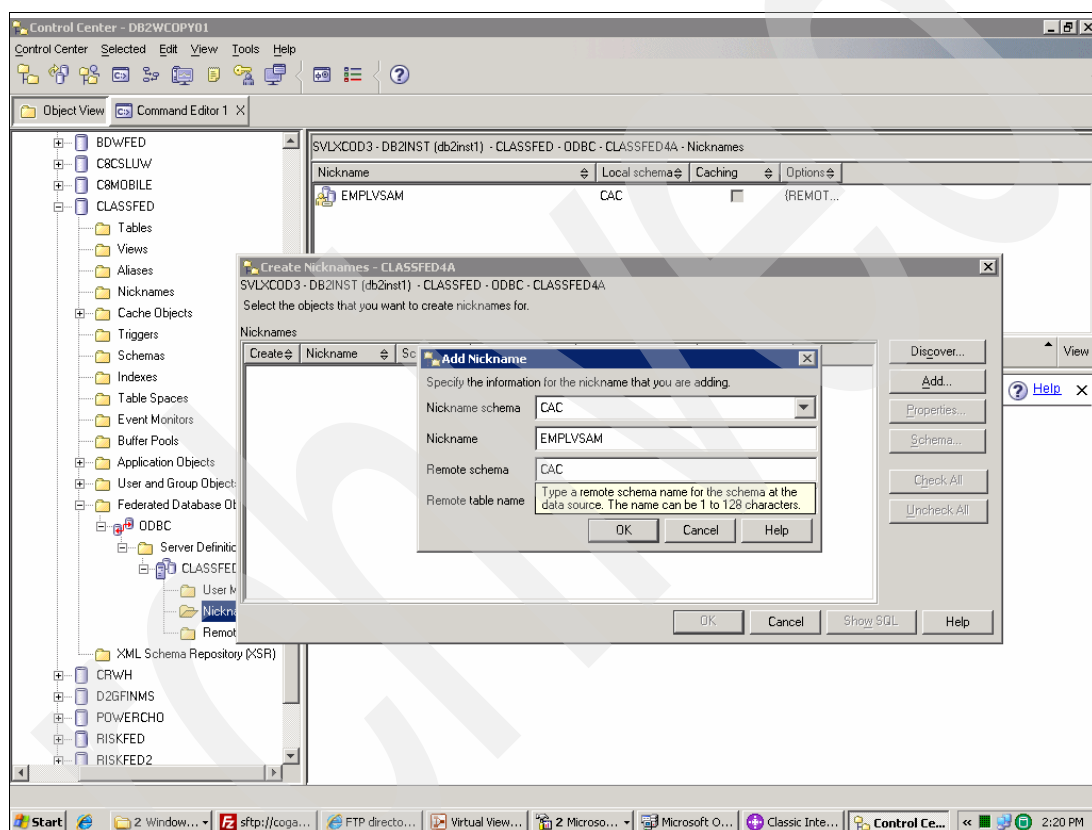 Control Center - DB2WCOPY01
Control Center Selected Edit View Tools Help
Object View Command Editor 1 X
BDWFED
C8CSLUW
C8MOBILE
CLASSFED
Tables
Views
Aliases
Nicknames
Cache Objects
Triggers
Schemas
Indexes
Table Spaces
Event Monitors
Buffer Pools
Application Objects
User and Group Object
Federated Database Ob
ODBC
Server Definitio
CLASSFED
User M
Nickna
Remot
XML Schema Repository (XSR)
CRWH
D2GFINMS
POWERCHO
RISKFED
RISKFED2
SVLXCOD3 - DB2INST (db2inst1) - CLASSFED - ODBC - CLASSFED4A - Nicknames
Nickname Local schema Caching Options
EMPLVSAM CAC {REMOT...
View
Help X
Create Nicknames - CLASSFED4A
SVLXCOD3 - DB2INST (db2inst1) - CLASSFED - ODBC - CLASSFED4A
Select the objects that you want to create nicknames for.
Nicknames
Create Nickname Sc
Discover...
Add...
Properties...
Schema...
Check All
Uncheck All
Add Nickname
Specify the information for the nickname that you are adding.
Nickname schema CAC
Nickname EMPLVSAM
Remote schema CAC
Remote table name
Type a remote schema name for the schema at the
data source. The name can be 1 to 128 characters.
OK Cancel Help
OK Cancel Show SQL Help
Start 2 Window... sftp://coga... FTP directo... Virtual View... 2 Microso... Microsoft O... Classic Inte... Control Ce... « 2:20 PM